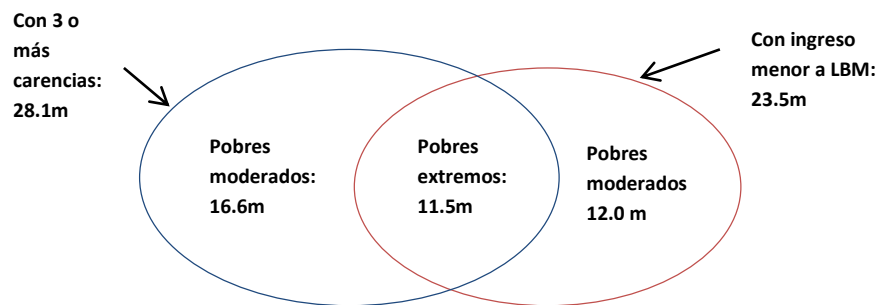 Con 3 o
más
carencias:
28.1m
Con ingreso
menor a LBM:
23.5m
Pobres
moderados:
16.6m
Pobres
extremos:
11.5m
Pobres
moderados
12.0 m